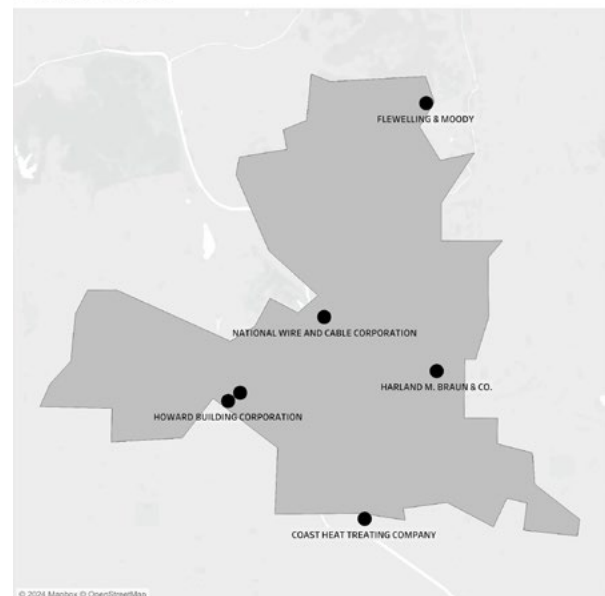 FLEWELLING & MOODY
NATIONAL WIRE AND CABLE CORPORATION
HARLAND M. BRAUN & CO.
HOWARD BUILDING CORPORATION
COAST HEAT TREATING COMPANY
© 2024 Mapbox © OpenStreetMap